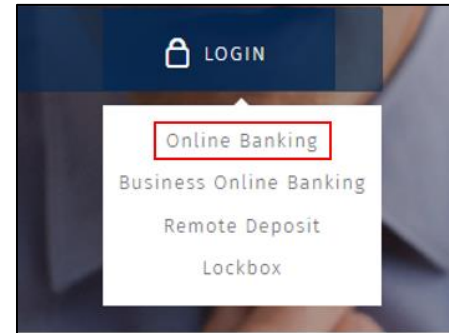 LOGIN
Online Banking
Business Online Banking
Remote Deposit
Lockbox